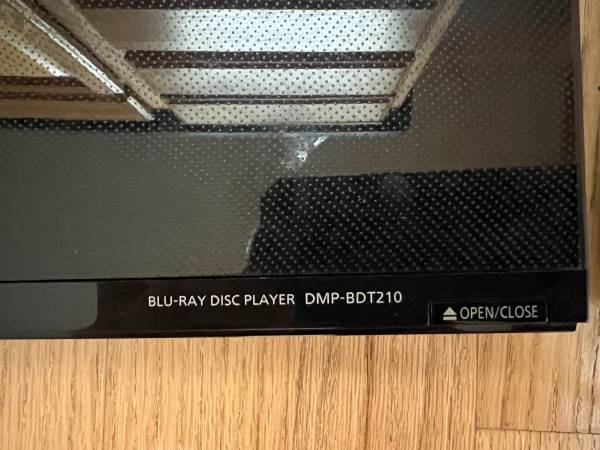 BLU-RAY DISC PLAYER DMP-BDT210
⏏ OPEN/CLOSE